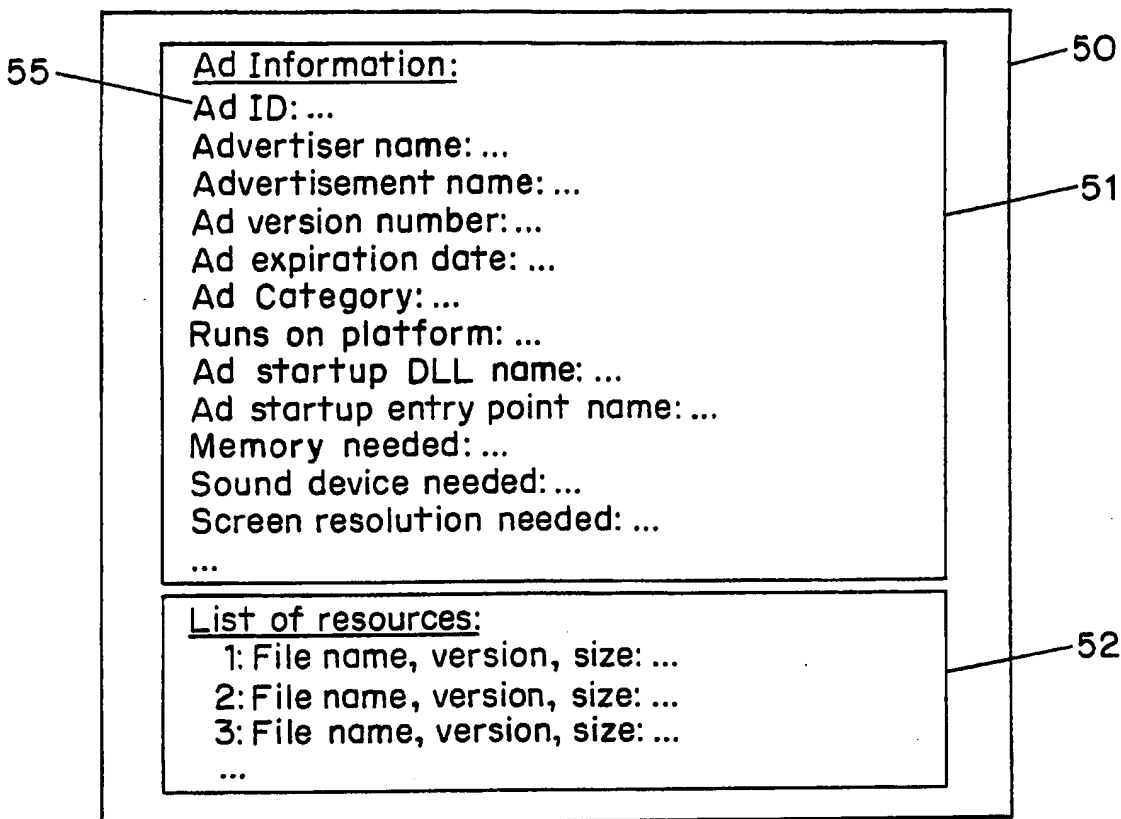 Ad Information:
55
50
Ad ID: ...
Advertiser name: ...
Advertisement name: ...
51
Ad version number: ...
Ad expiration date: ...
Ad Category: ...
Runs on platform: ...
Ad startup DLL name: ...
Ad startup entry point name: ...
Memory needed: ...
Sound device needed: ...
Screen resolution needed: ...
...
List of resources:
1: File name, version, size: ...
52
2: File name, version, size: ...
3: File name, version, size: ...
...